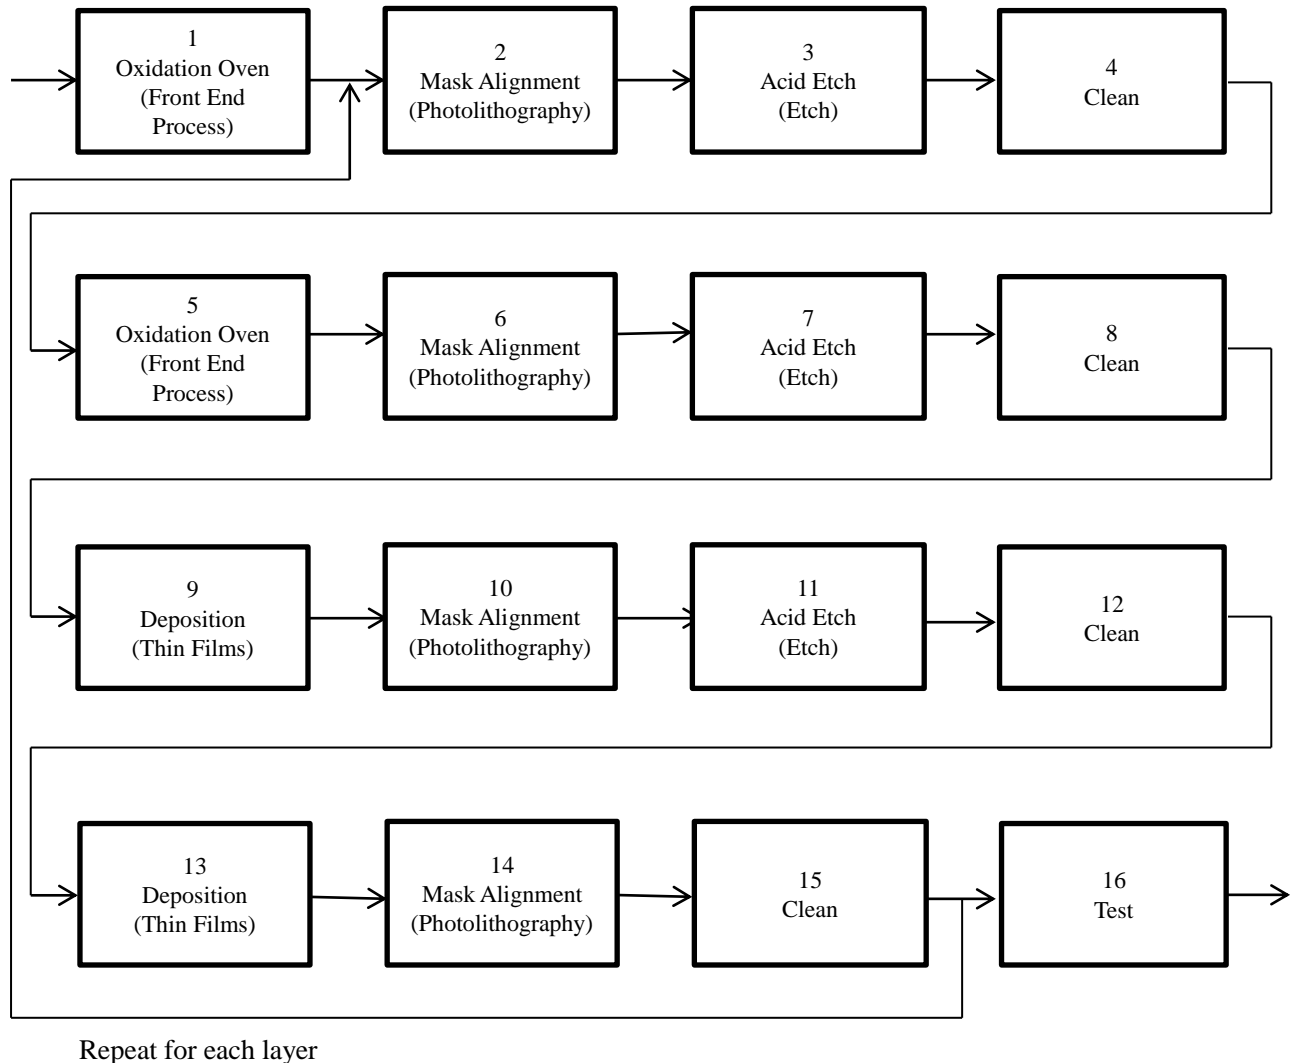 1
Oxidation Oven
(Front End
Process)
2
Mask Alignment
(Photolithography)
3
Acid Etch
(Etch)
4
Clean
5
Oxidation Oven
(Front End
Process)
6
Mask Alignment
(Photolithography)
7
Acid Etch
(Etch)
8
Clean
9
Deposition
(Thin Films)
10
Mask Alignment
(Photolithography)
11
Acid Etch
(Etch)
12
Clean
13
Deposition
(Thin Films)
14
Mask Alignment
(Photolithography)
15
Clean
16
Test
Repeat for each layer